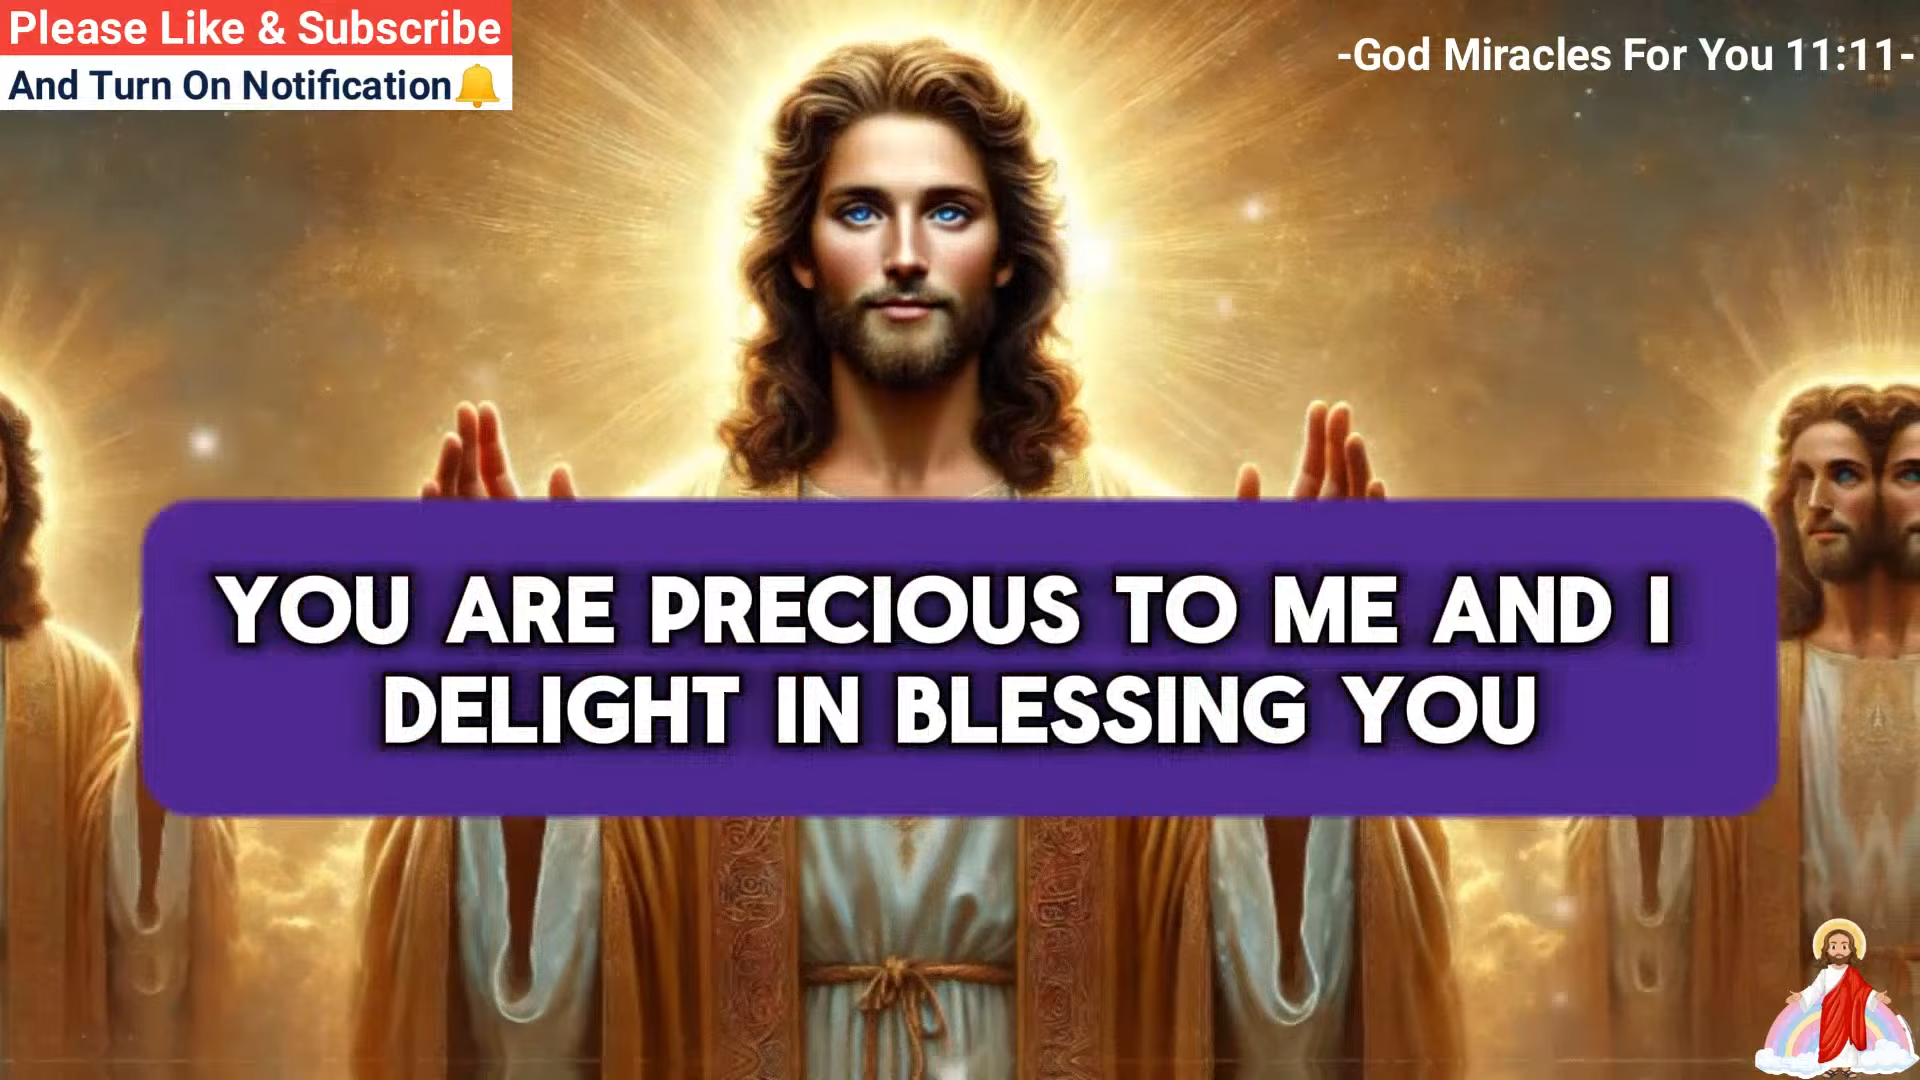 Please Like & Subscribe
And Turn On Notification🔔
-God Miracles For You 11:11-
YOU ARE PRECIOUS TO ME AND I
DELIGHT IN BLESSING YOU